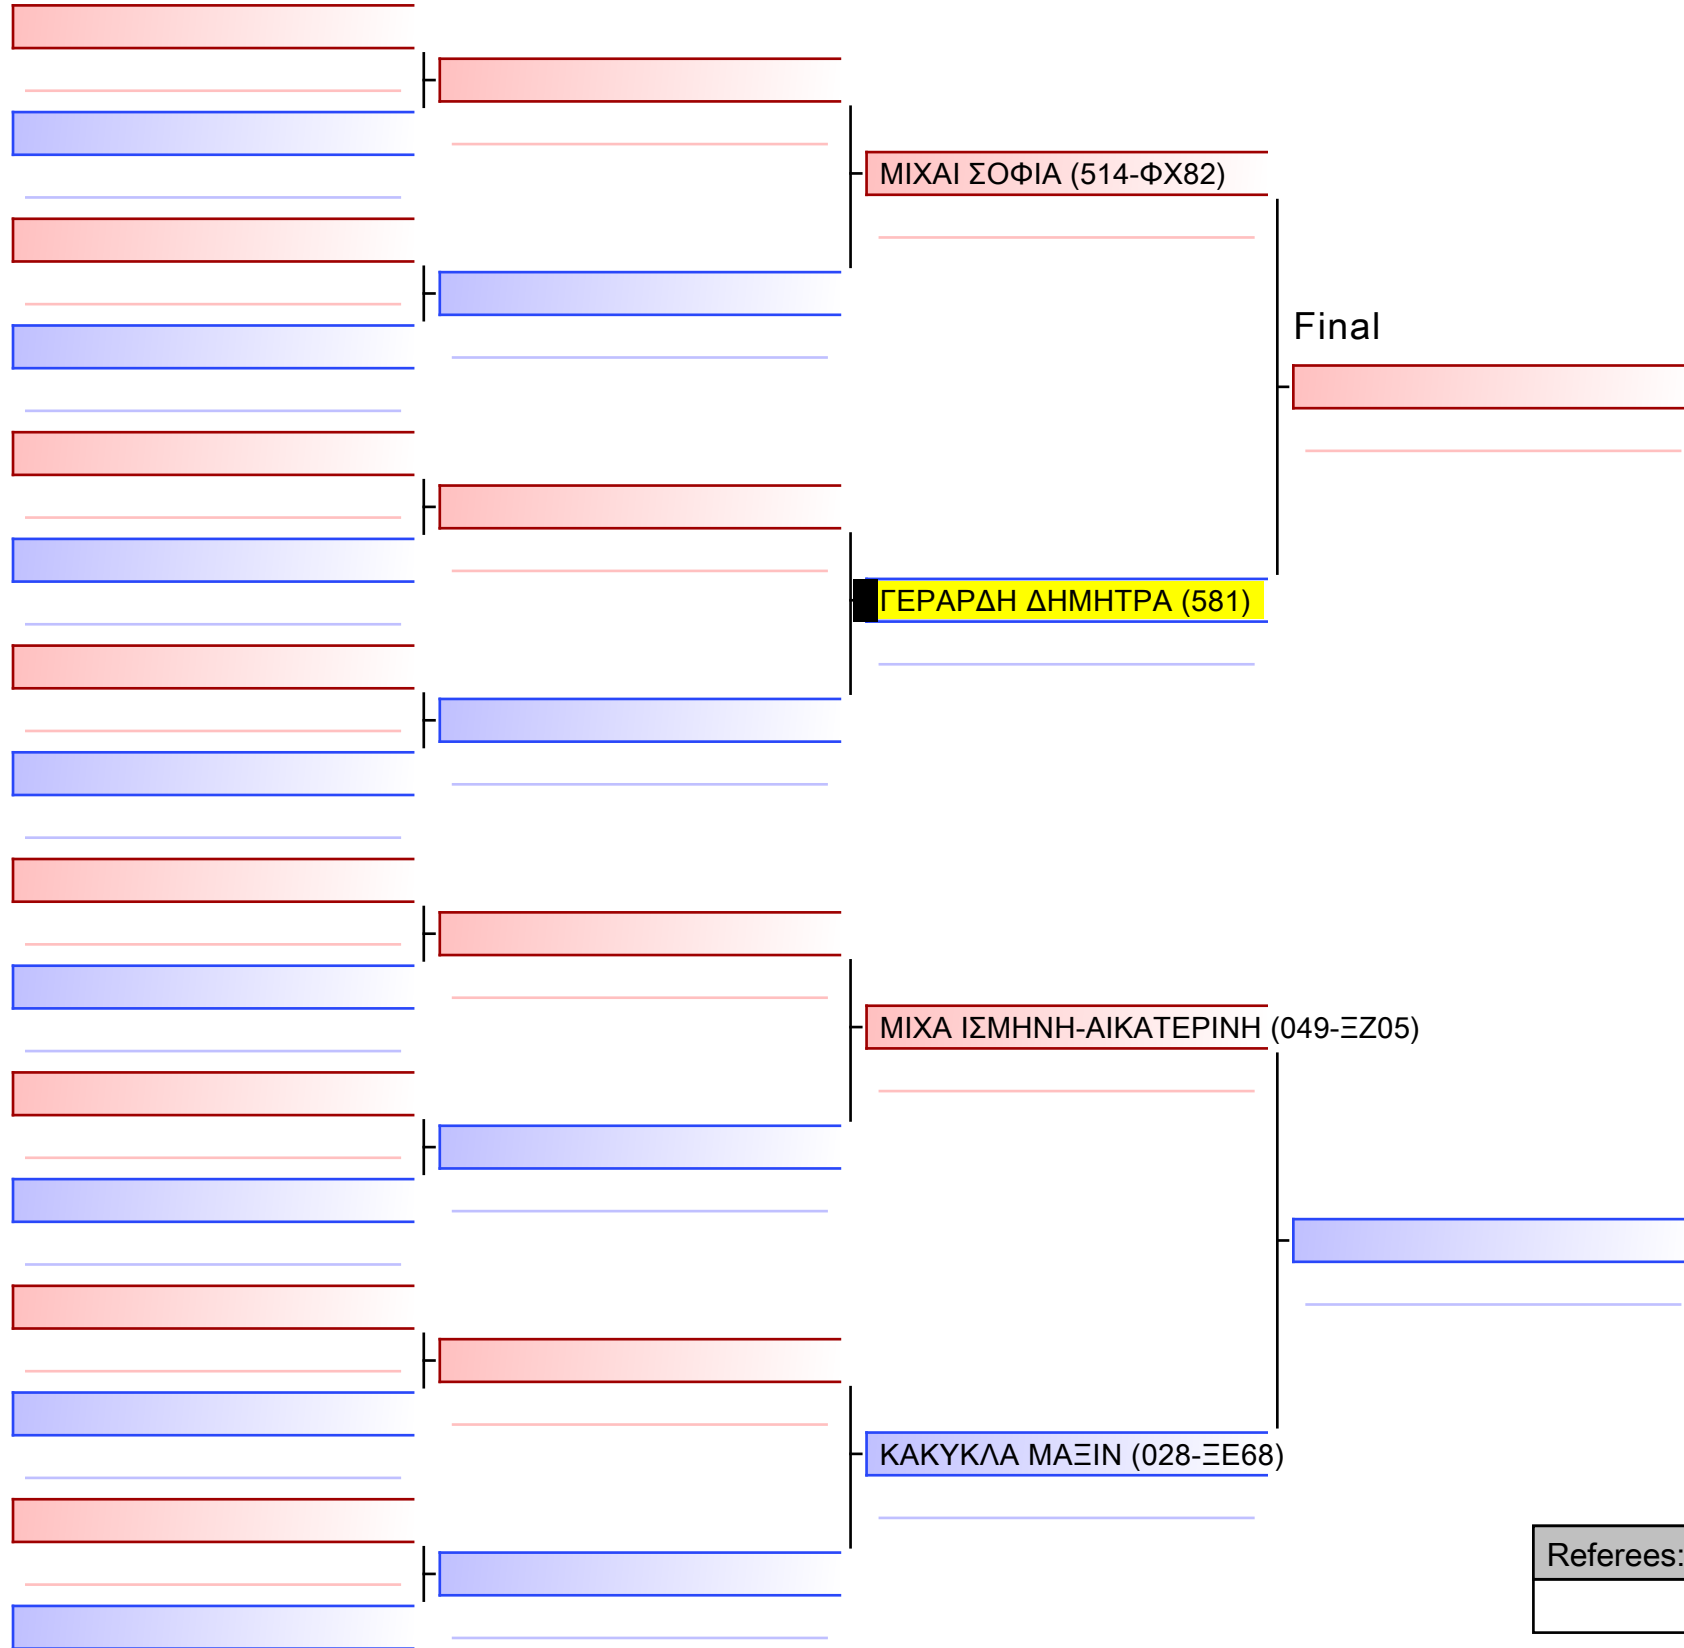 ΜΙΧΑΙ ΣΟΦΙΑ (514-ΦΧ82)
Final
ΓΕΡΑΡΔΗ ΔΗΜΗΤΡΑ (581)
ΜΙΧΑ ΙΣΜΗΝΗ-ΑΙΚΑΤΕΡΙΝΗ (049-ΞΖ05)
ΚΑΚΥΚΛΑ ΜΑΞΙΝ (028-ΞΕ68)
Referees: